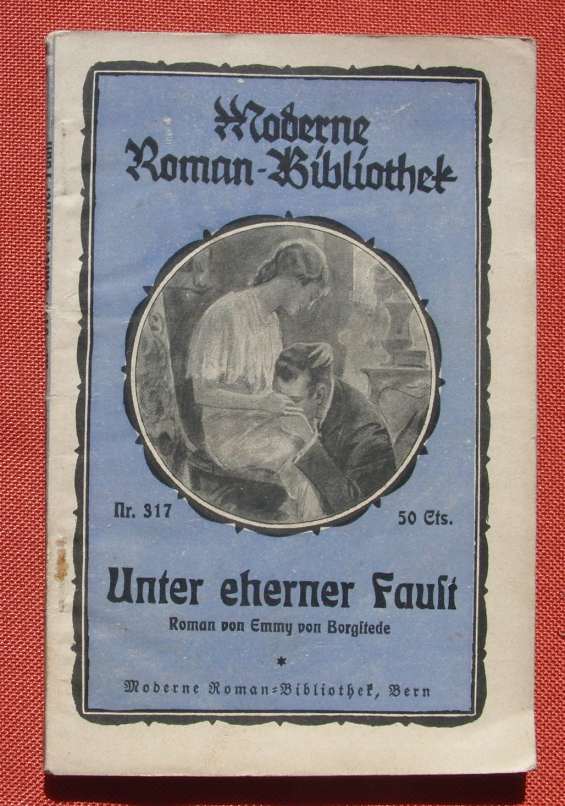 Moderne
Roman-Bibliothek
Nr. 317
50 Cts.
Unter eherner Fauſt
Roman von Emmy von Borgſtede
*
Moderne Roman-Bibliothek, Bern